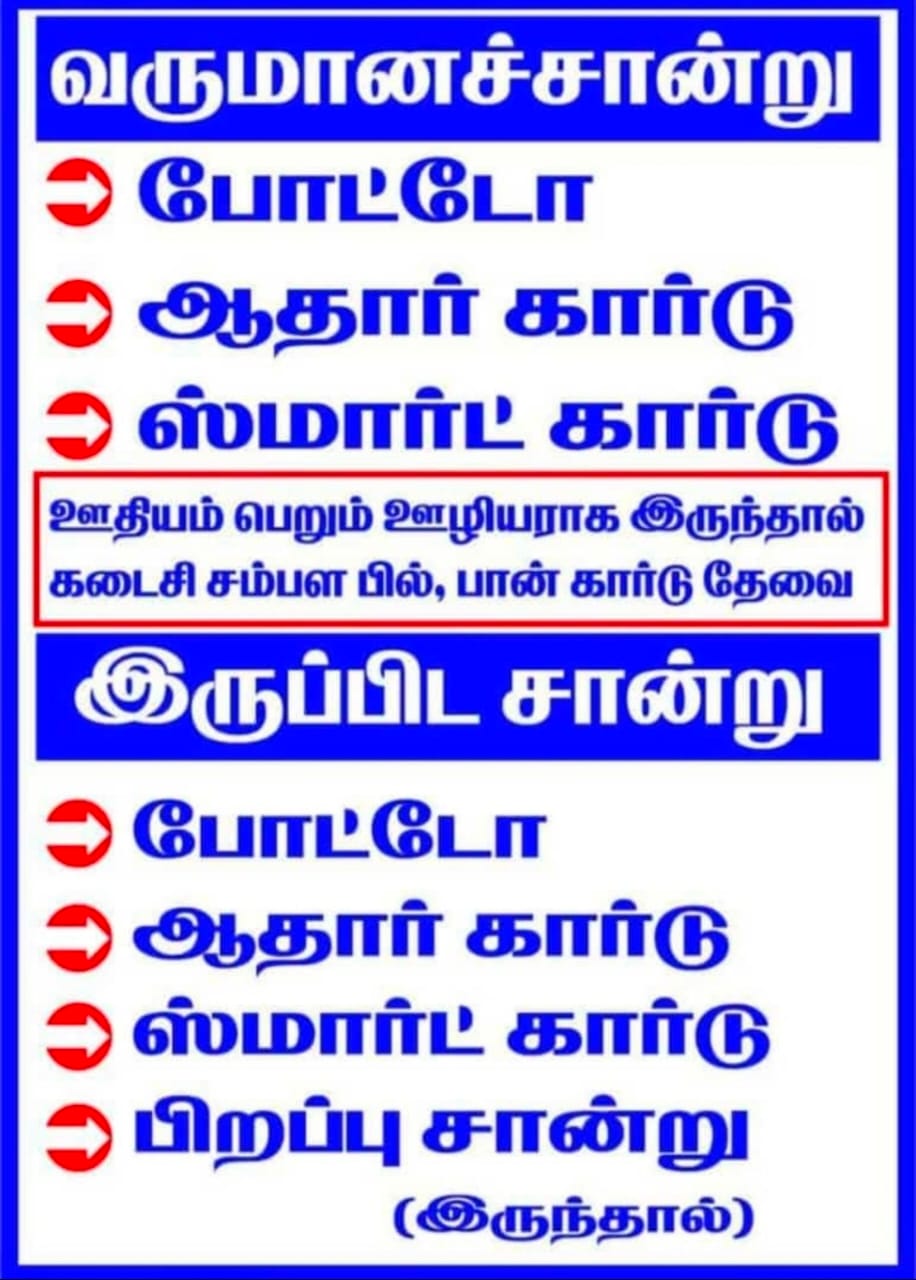 வருமானச்சான்று
போட்டோ
ஆதார் கார்டு
ஸ்மார்ட் கார்டு
ஊதியம் பெறும் ஊழியராக இருந்தால்
கடைசி சம்பள பில், பான் கார்டு தேவை
இருப்பிட சான்று
போட்டோ
ஆதார் கார்டு
ஸ்மார்ட் கார்டு
பிறப்பு சான்று
(இருந்தால்)